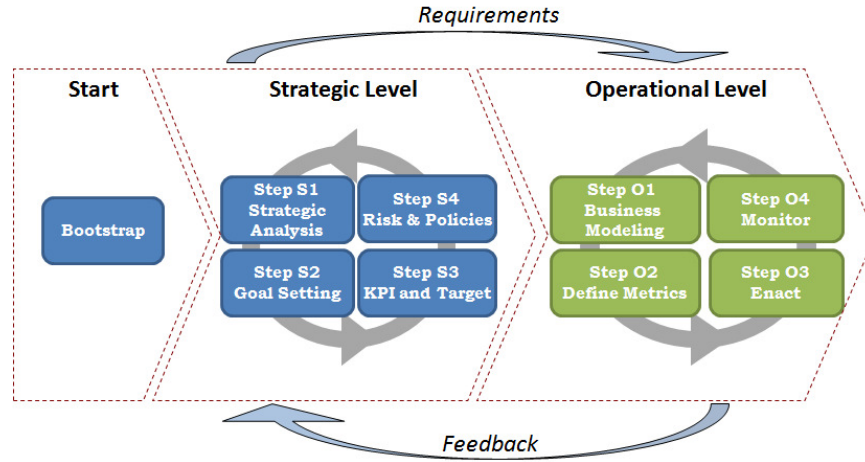 Requirements
Start
Strategic Level
Operational Level
Bootstrap
Step S1
Strategic
Analysis
Step S4
Risk & Policies
Step S2
Goal Setting
Step S3
KPI and Target
Step O1
Business
Modeling
Step O4
Monitor
Step O2
Define Metrics
Step O3
Enact
Feedback